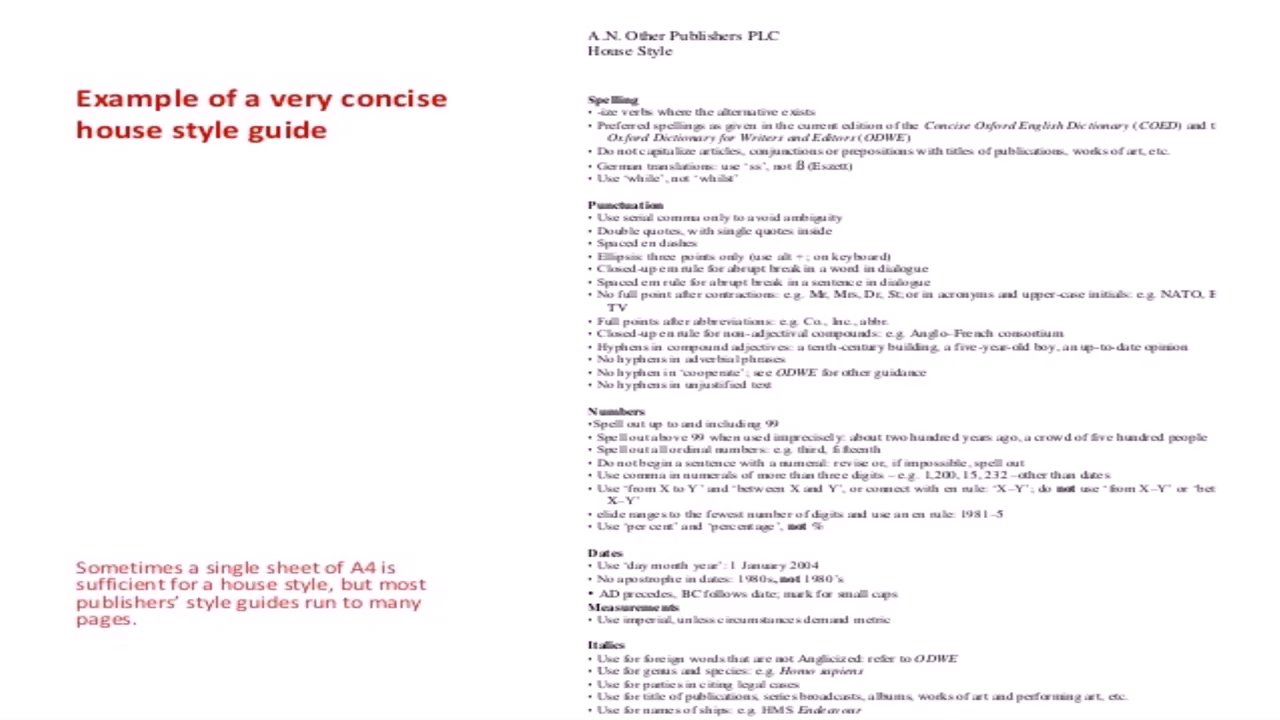 Example of a very concise
house style guide
Sometimes a single sheet of A4 is
sufficient for a house style, but most
publishers' style guides run to many
pages.
A.N. Other Publishers PLC
House Style
Spelling
• -ize verbs where the alternative exists
• Preferred spellings as given in the current edition of the Concise Oxford English Dictionary (COED) and t
Oxford Dictionary for Writers and Editors (ODWE)
• Do not capitalize articles, conjunctions or prepositions with titles of publications, works of art, etc.
• German translations: use 'ss', not ß (Eszett)
• Use 'while', not 'whilst'
Punctuation
• Use serial comma only to avoid ambiguity
• Double quotes, with single quotes inside
• Spaced en dashes
• Ellipsis: three points only (use alt + ; on keyboard)
• Closed-up em rule for abrupt break in a word in dialogue
• Spaced em rule for abrupt break in a sentence in dialogue
• No full point after contractions: e.g. Mr, Mrs, Dr, St; or in acronyms and upper-case initials: e.g. NATO,
TV
• Full points after abbreviations: e.g. Co., Inc., abbr.
• Closed-up en rule for non-adjectival compounds: e.g. Anglo–French consortium
• Hyphens in compound adjectives: a tenth-century building, a five-year-old boy, an up-to-date opinion
• No hyphens in adverbial phrases
• No hyphen in 'cooperate'; see ODWE for other guidance
• No hyphens in unjustified text
Numbers
•Spell out up to and including 99
• Spell out above 99 when used imprecisely: about two hundred years ago, a crowd of five hundred people
• Spell out all ordinal numbers: e.g. third, fifteenth
• Do not begin a sentence with a numeral: revise or, if impossible, spell out
• Use comma in numerals of more than three digits – e.g. 1,200, 15, 232 – other than dates
• Use 'from X to Y' and 'between X and Y', or connect with en rule: 'X–Y'; do not use 'from X–Y' or 'bet
X–Y'
• elide ranges to the fewest number of digits and use an en rule: 1981–5
• Use 'per cent' and 'percentage', not %
Dates
• Use 'day month year': 1 January 2004
• No apostrophe in dates: 1980s, not 1980's
• AD precedes, BC follows date; mark for small caps
Measurements
• Use imperial, unless circumstances demand metric
Italics
• Use for foreign words that are not Anglicized: refer to ODWE
• Use for genus and species: e.g. Homo sapiens
• Use for parties in citing legal cases
• Use for title of publications, series broadcasts, albums, works of art and performing art, etc.
• Use for names of ships: e.g. HMS Endeavour